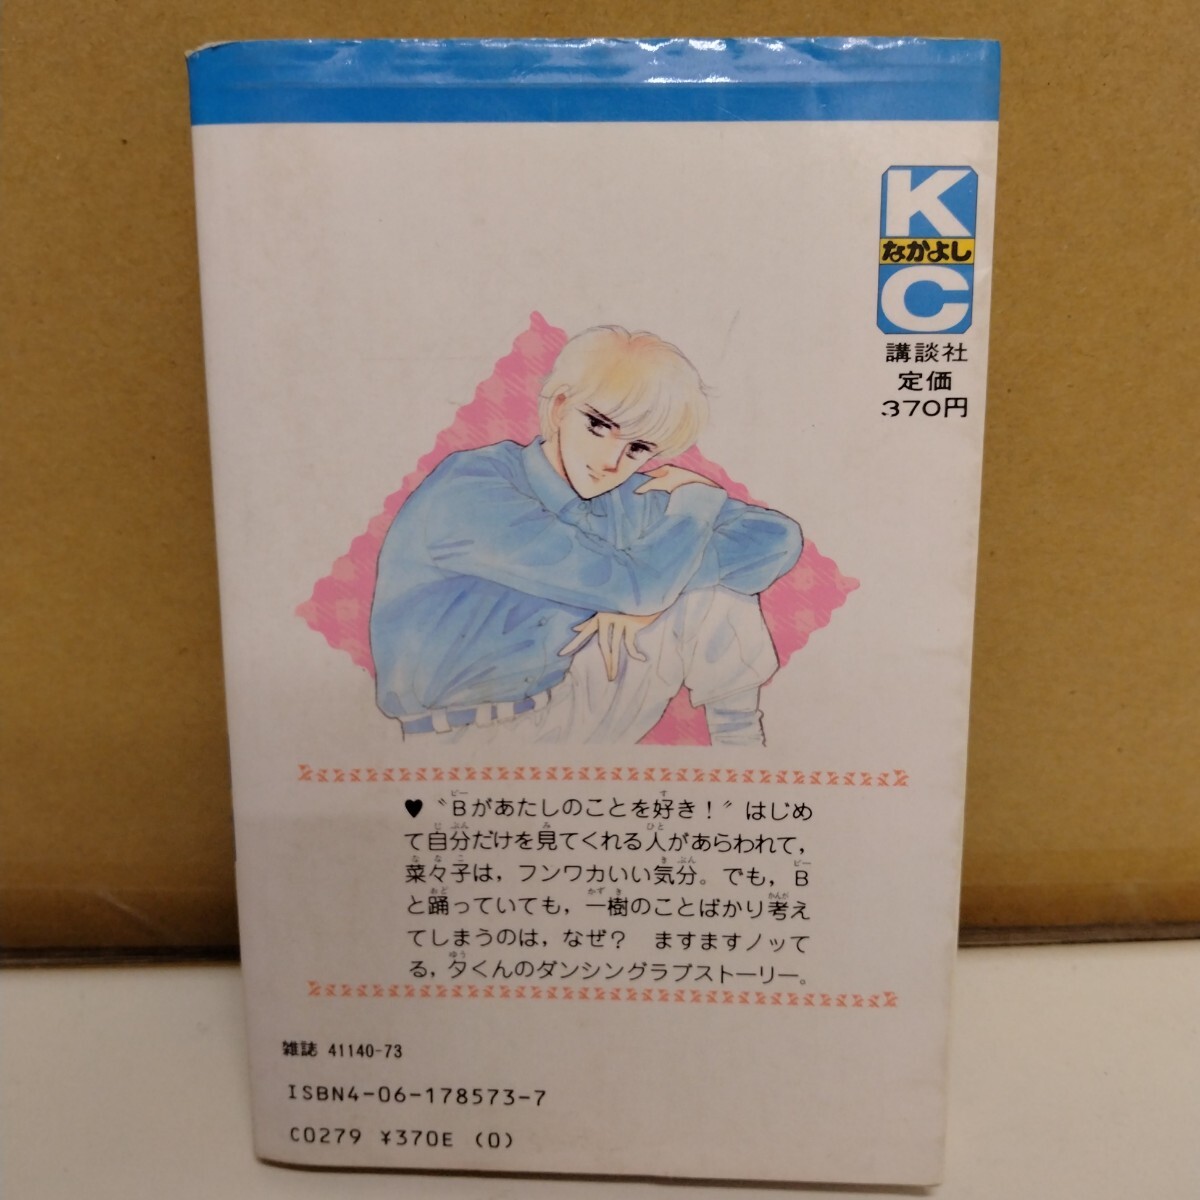 K
なかよし
C
講談社
定価
370円
♥〝Bがあたしのことを好き！〟はじめ
て自分だけを見てくれる人があらわれて，
菜々子は，フンワカいい気分。でも，B
と踊っていても，一樹のことばかり考え
てしまうのは，なぜ？　ますますノッて
る，夕くんのダンシングラブストーリー。
雑誌 41140-73
ISBN4-06-178573-7
C0279 ¥370E (0)